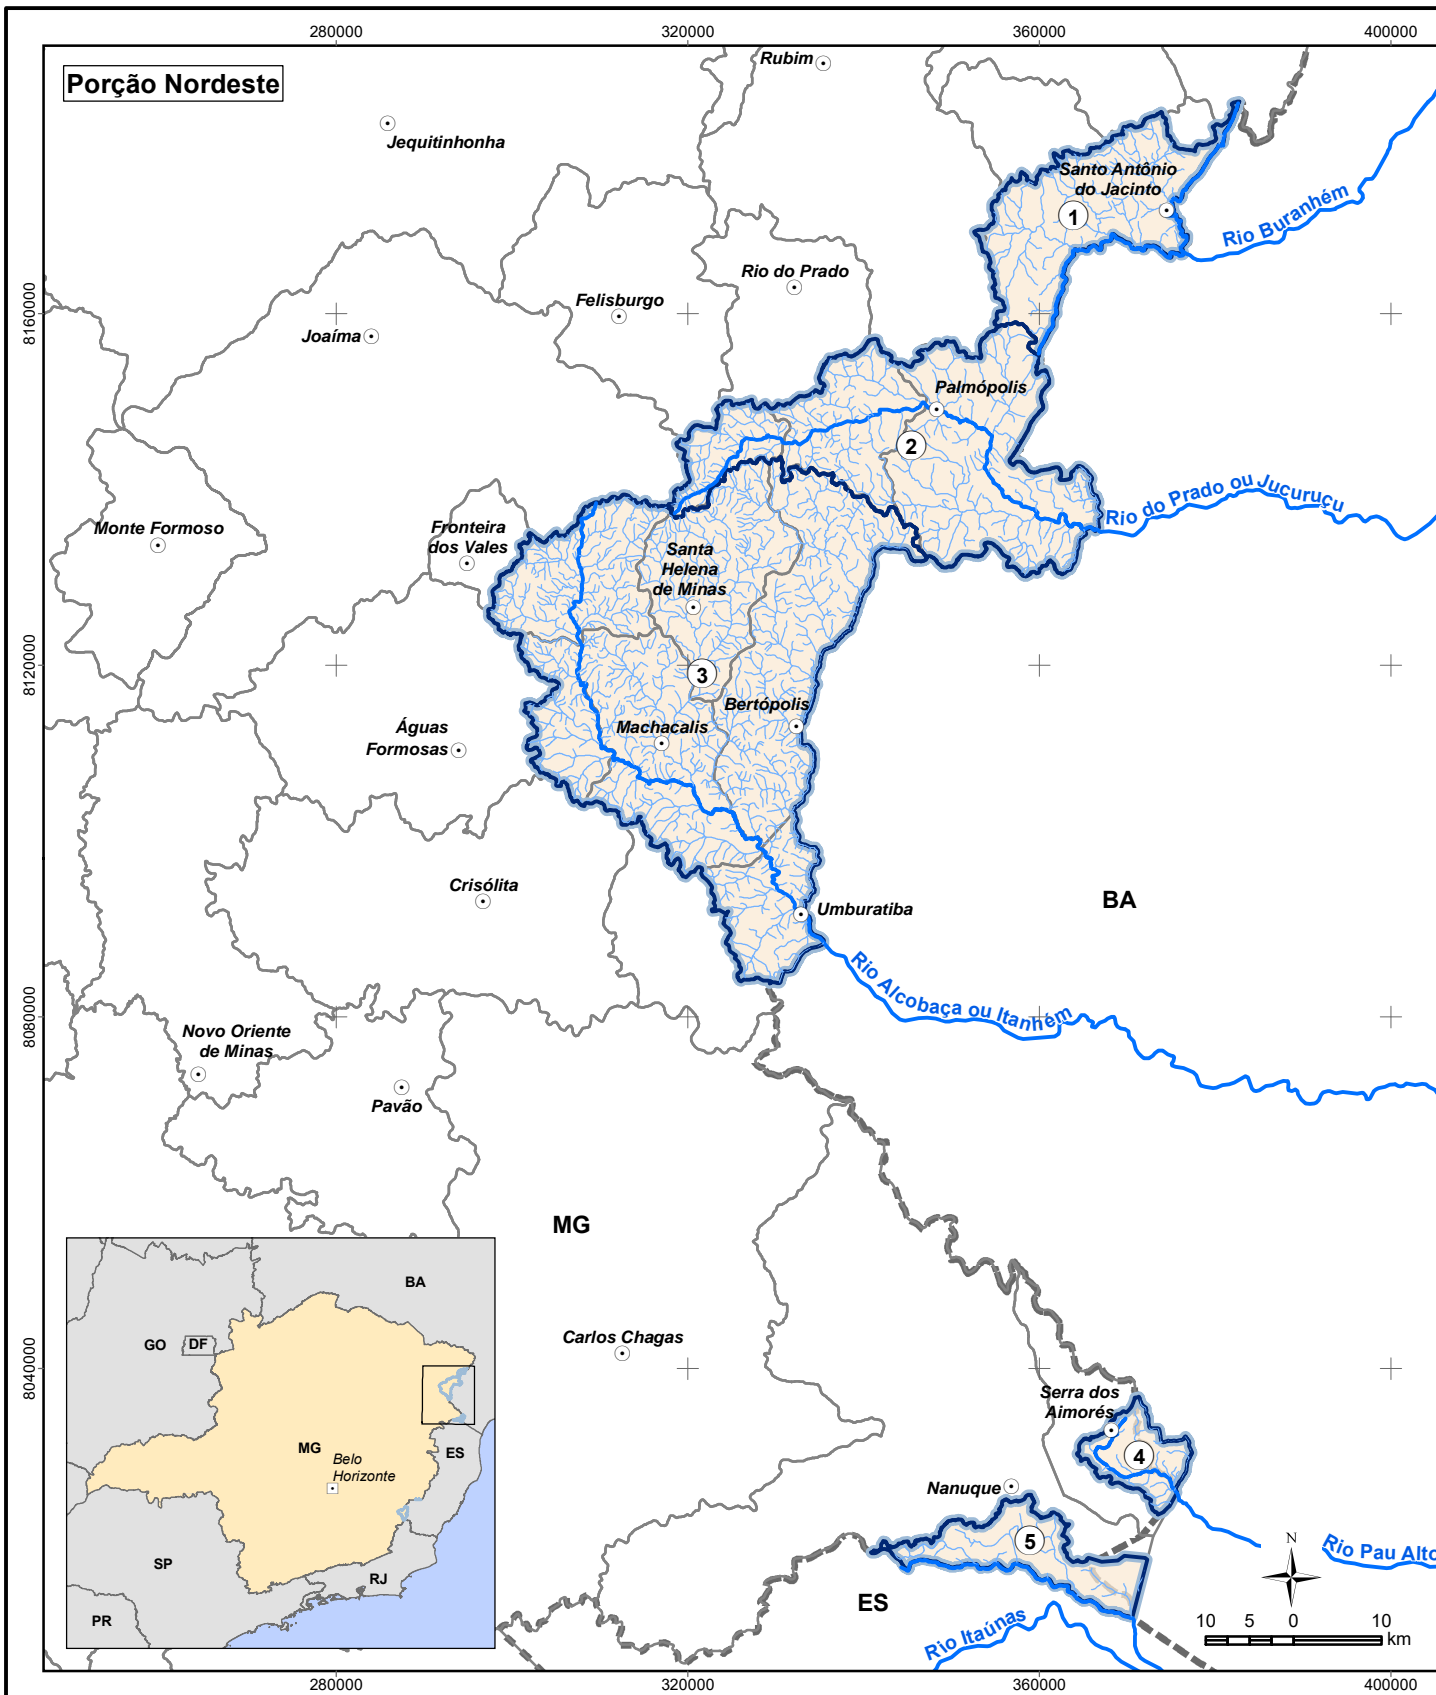 280000
320000
360000
400000
Porção Nordeste
Rubim
Jequitinhonha
Santo Antônio
do Jacinto
1
Rio Buranhém
Rio do Prado
Felisburgo
8160000
Joaíma
Palmópolis
2
Rio do Prado ou Jucuruçu
Monte Formoso
Fronteira
dos Vales
Santa
Helena
de Minas
8120000
3
Bertópolis
Machacalis
Águas
Formosas
Crisólita
BA
Umburatiba
Rio Alcobaça ou Itanhém
8080000
Novo Oriente
de Minas
Pavão
MG
BA
GO
DF
MG
Belo
Horizonte
ES
SP
RJ
PR
8040000
Carlos Chagas
Serra dos
Aimorés
4
Nanuque
5
Rio Pau Alto
N
ES
Rio Itaúnas
10 5 0 10
km
280000
320000
360000
400000